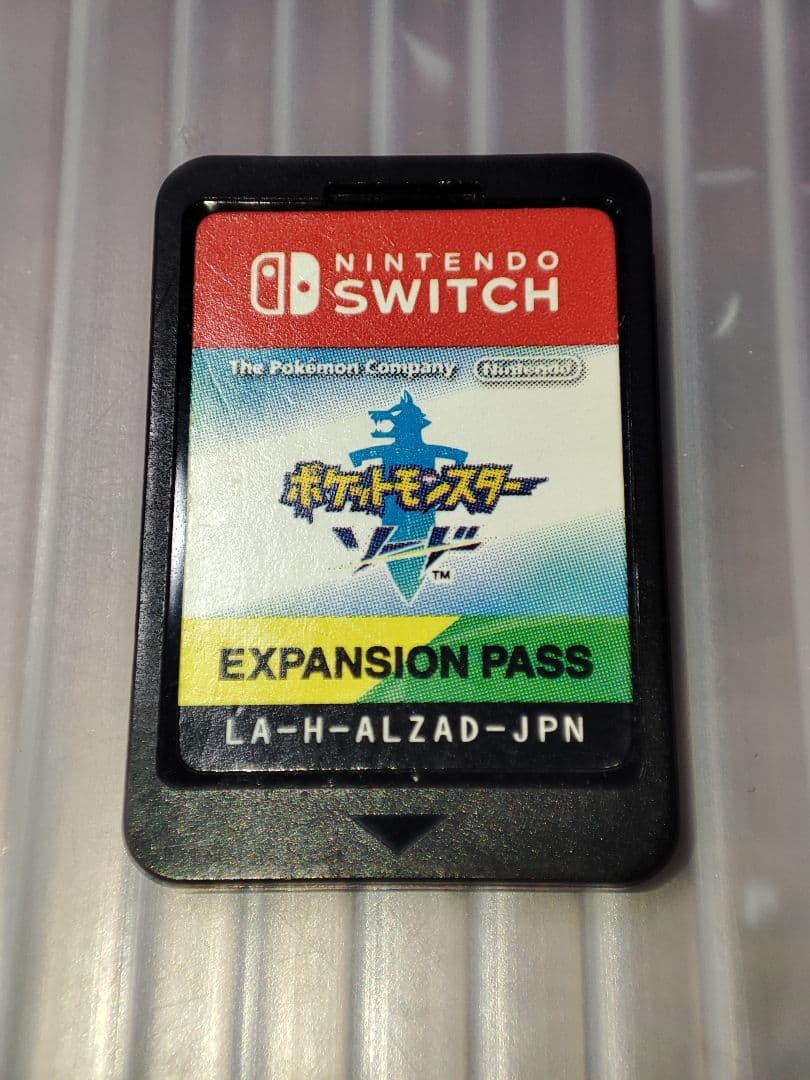 NINTENDO
SWITCH
The Pokémon Company Nintendo
ポケットモンスター
ソード
TM
EXPANSION PASS
LA-H-ALZAD-JPN